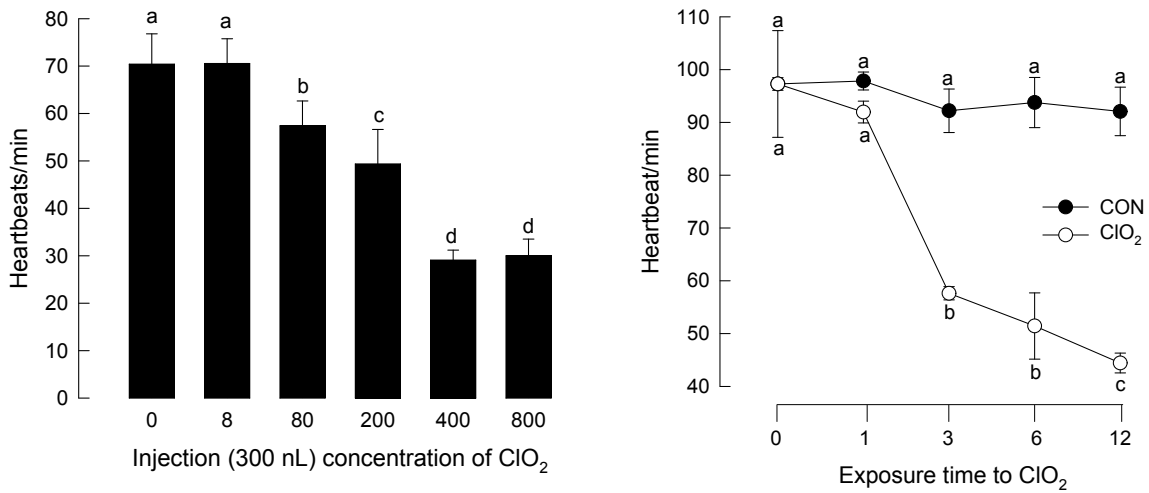 80
70
60
50
40
30
20
10
0
Heartbeats/min
a
a
b
c
d
d
0 8 80 200 400 800
Injection (300 nL) concentration of ClO₂
110
100
90
80
70
60
50
40
Heartbeat/min
a
a
a
a
a
a
a
b
b
c
CON
ClO₂
0 1 3 6 12
Exposure time to ClO₂